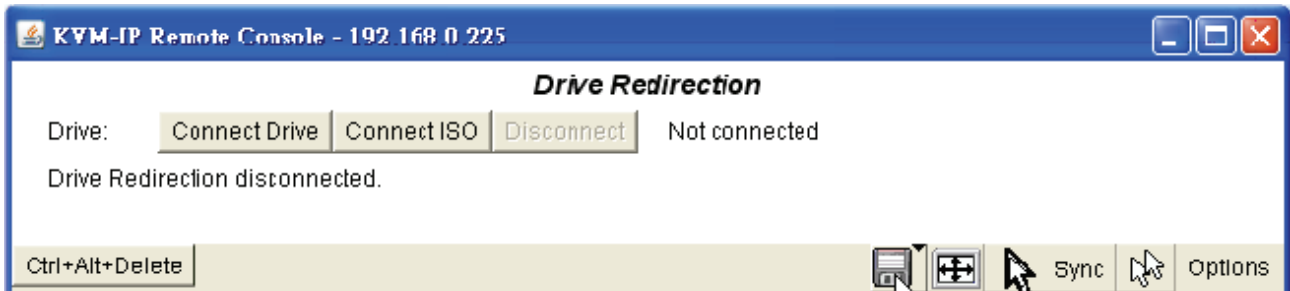 KVM-IP Remote Console - 192.168.0.225
Drive Redirection
Drive: Connect Drive Connect ISO Disconnect Not connected
Drive Redirection disconnected.
Ctrl+Alt+Delete Sync Options